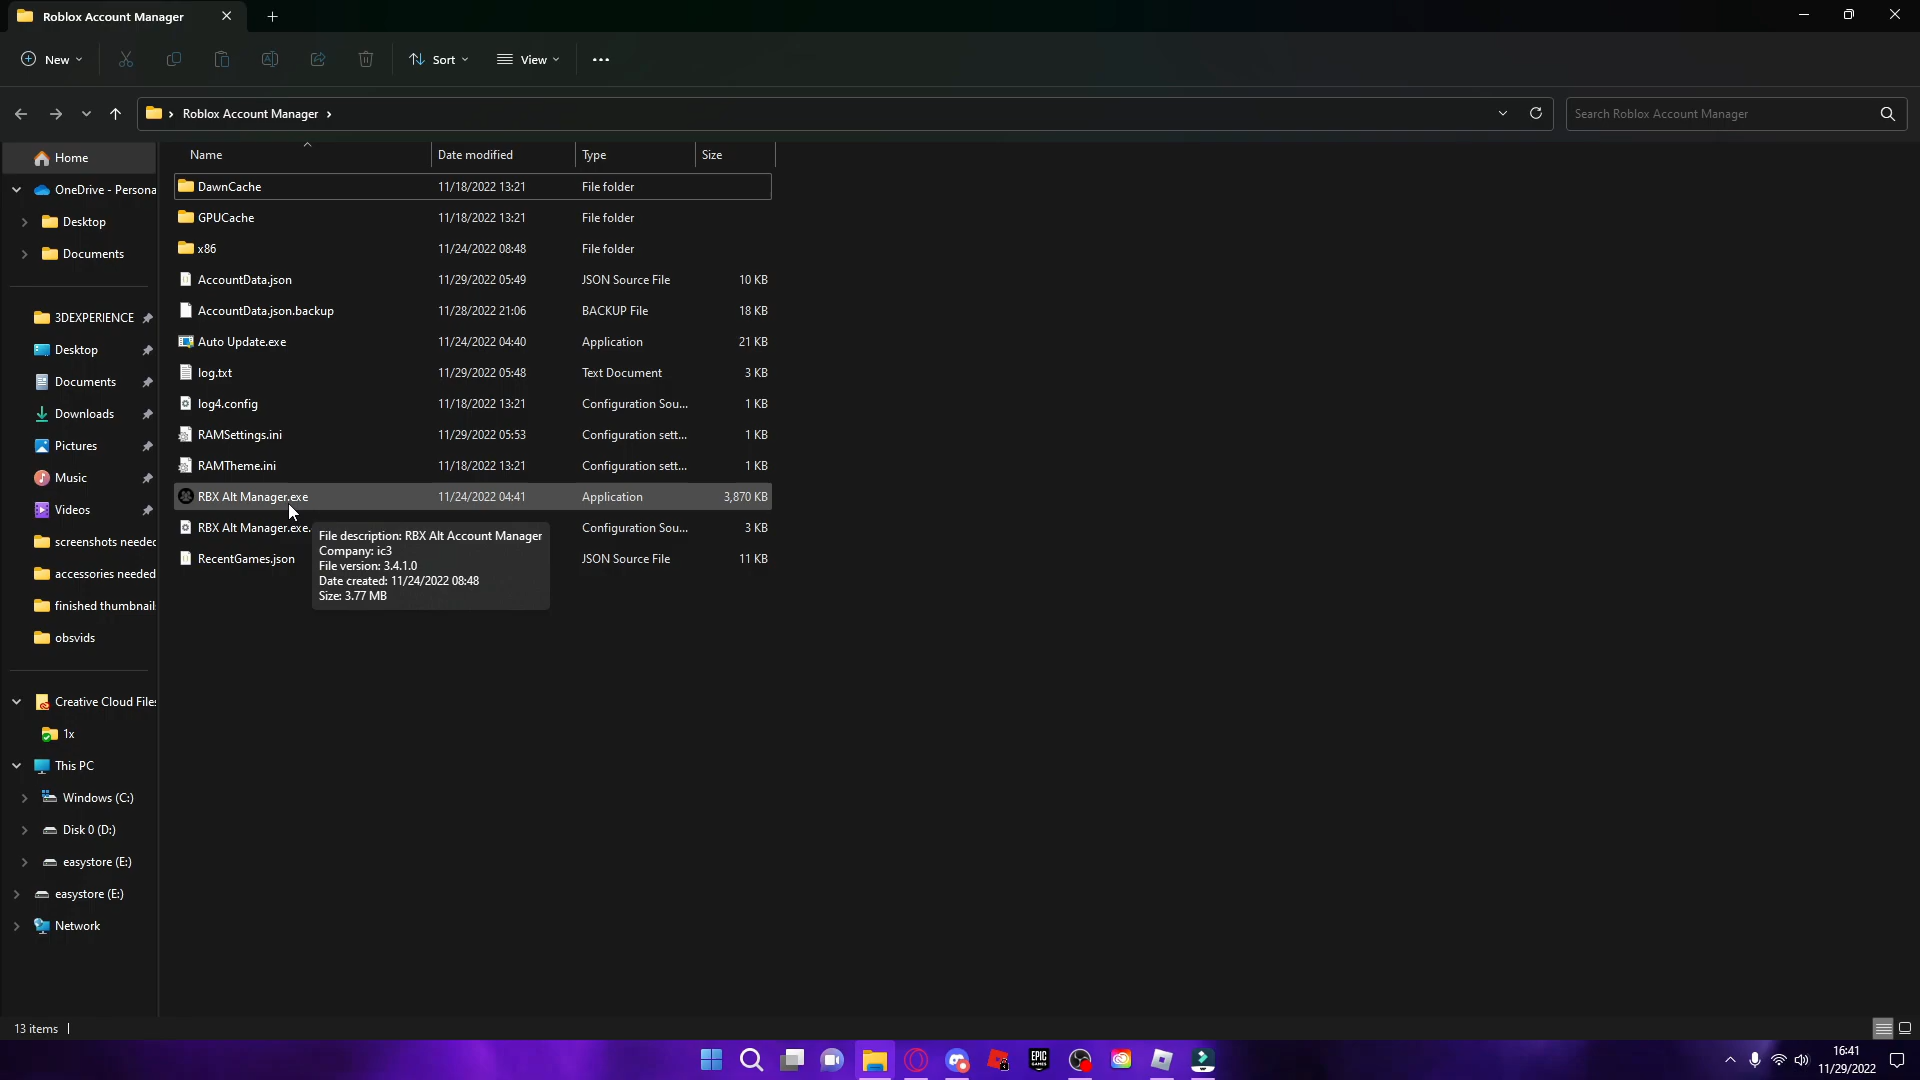 Roblox Account Manager
New
Sort
View
Roblox Account Manager
Search Roblox Account Manager
Name Date modified Type Size
Home
OneDrive - Persona
Desktop
Documents
3DEXPERIENCE
Desktop
Documents
Downloads
Pictures
Music
Videos
screenshots needec
accessories needed
finished thumbnail
obsvids
Creative Cloud File
1x
This PC
Windows (C:)
Disk 0 (D:)
easystore (E:)
easystore (E:)
Network
DawnCache 11/18/2022 13:21 File folder
GPUCache 11/18/2022 13:21 File folder
x86 11/24/2022 08:48 File folder
AccountData.json 11/29/2022 05:49 JSON Source File 10 KB
AccountData.json.backup 11/28/2022 21:06 BACKUP File 18 KB
Auto Update.exe 11/24/2022 04:40 Application 21 KB
log.txt 11/29/2022 05:48 Text Document 3 KB
log4.config 11/18/2022 13:21 Configuration Sou... 1 KB
RAMSettings.ini 11/29/2022 05:53 Configuration sett... 1 KB
RAMTheme.ini 11/18/2022 13:21 Configuration sett... 1 KB
RBX Alt Manager.exe 11/24/2022 04:41 Application 3,870 KB
RBX Alt Manager.exe. Configuration Sou... 3 KB
RecentGames.json JSON Source File 11 KB
File description: RBX Alt Account Manager
Company: ic3
File version: 3.4.1.0
Date created: 11/24/2022 08:48
Size: 3.77 MB
13 items
EPIC
GAMES
16:41
11/29/2022